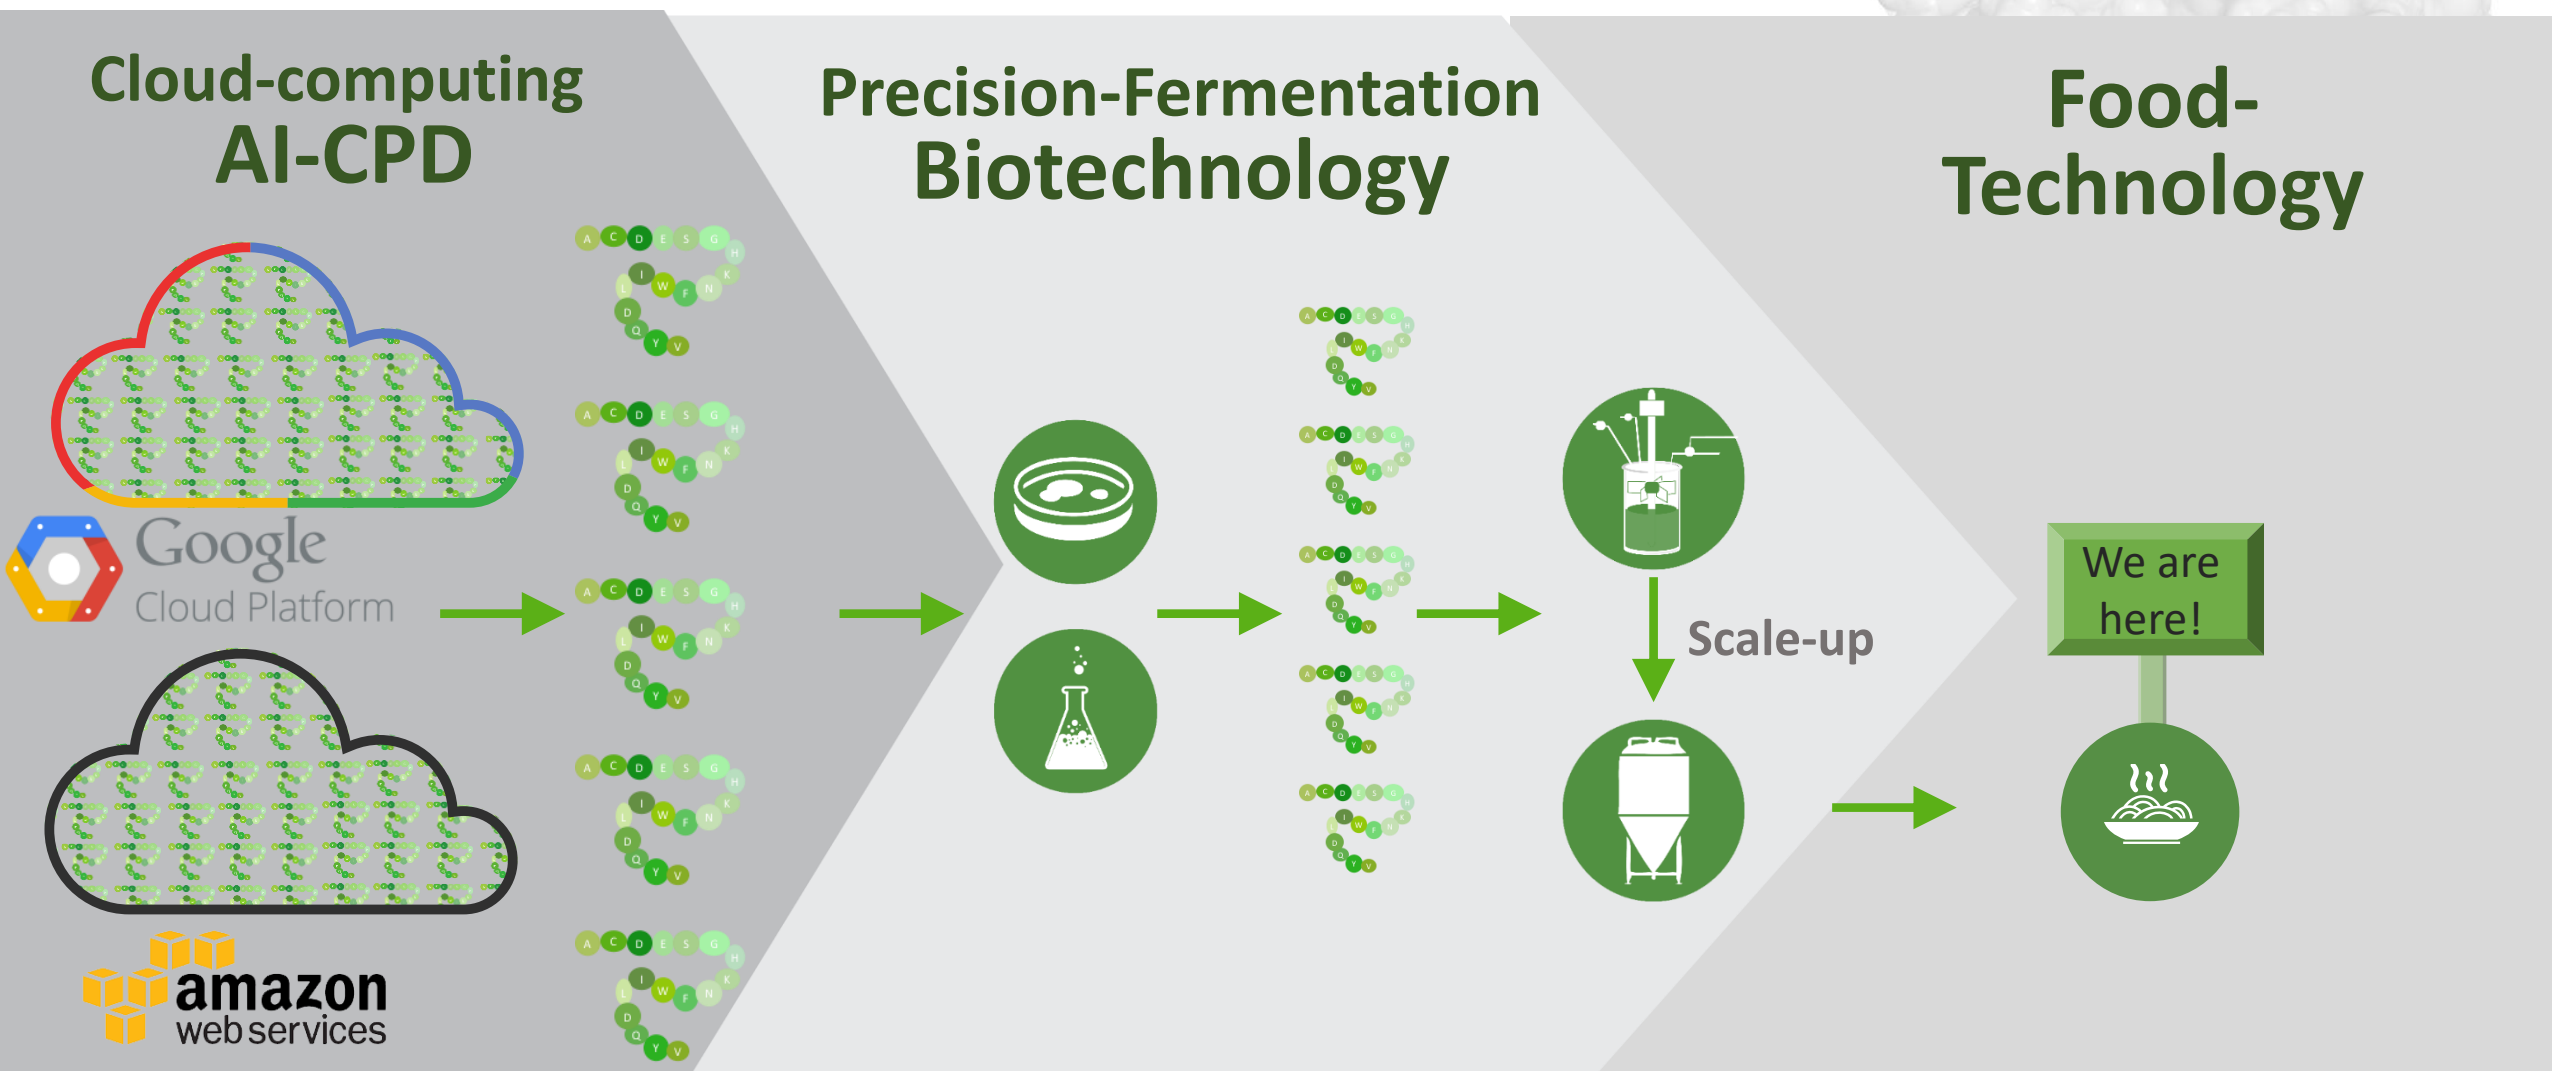 Cloud-computing
AI-CPD
Precision-Fermentation
Biotechnology
Food-
Technology
Google
Cloud Platform
amazon
web services
A C D E S G H K N F W I L D Q Y V
A C D E S G H K N F W I L D Q Y V
A C D E S G H K N F W I L D Q Y V
A C D E S G H K N F W I L D Q Y V
A C D E S G H K N F W I L D Q Y V
A C D E S G H K N F W I L D Q Y V
A C D E S G H K N F W I L D Q Y V
A C D E S G H K N F W I L D Q Y V
A C D E S G H K N F W I L D Q Y V
A C D E S G H K N F W I L D Q Y V
Scale-up
We are
here!